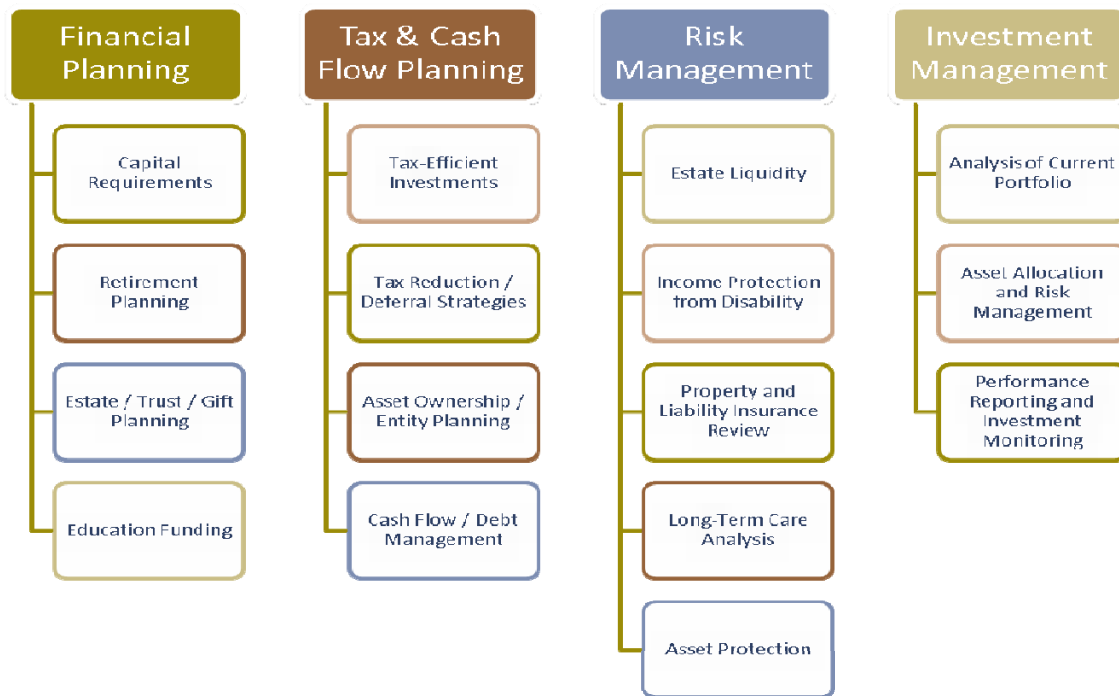 Financial
Planning
Capital
Requirements
Retirement
Planning
Estate / Trust / Gift
Planning
Education Funding
Tax & Cash
Flow Planning
Tax-Efficient
Investments
Tax Reduction /
Deferral Strategies
Asset Ownership /
Entity Planning
Cash Flow / Debt
Management
Risk
Management
Estate Liquidity
Income Protection
from Disability
Property and
Liability Insurance
Review
Long-Term Care
Analysis
Asset Protection
Investment
Management
Analysis of Current
Portfolio
Asset Allocation
and Risk
Management
Performance
Reporting and
Investment
Monitoring